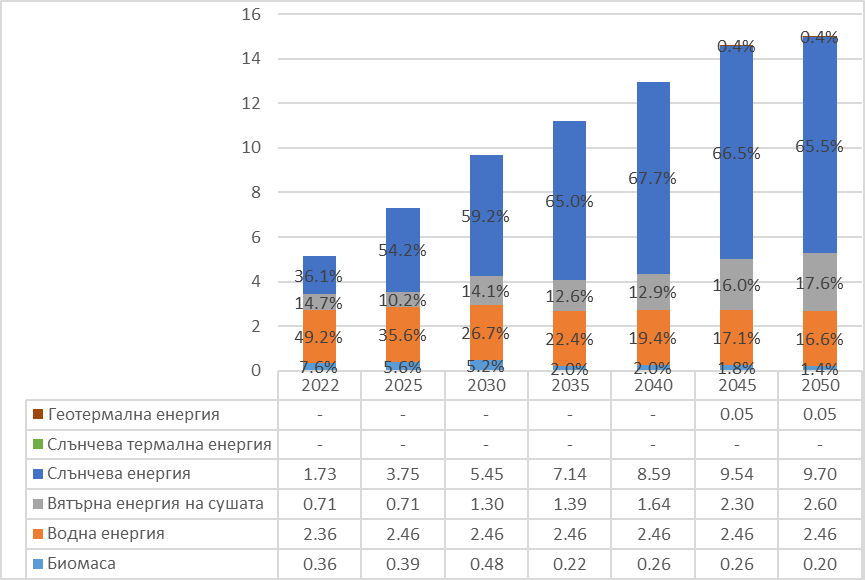 16
14
12
10
8
6
4
2
0
0.4% 0.4%
36.1% 54.2% 59.2% 65.0% 67.7% 66.5% 65.5%
14.7% 10.2% 14.1% 12.6% 12.9% 16.0% 17.6%
49.2% 35.6% 26.7% 22.4% 19.4% 17.1% 16.6%
7.6% 5.6% 5.2% 2.0% 2.0% 1.8% 1.4%
2022 2025 2030 2035 2040 2045 2050
Геотермална енергия - - - - - 0.05 0.05
Слънчева термална енергия - - - - - - -
Слънчева енергия 1.73 3.75 5.45 7.14 8.59 9.54 9.70
Вятърна енергия на сушата 0.71 0.71 1.30 1.39 1.64 2.30 2.60
Водна енергия 2.36 2.46 2.46 2.46 2.46 2.46 2.46
Биомаса 0.36 0.39 0.48 0.22 0.26 0.26 0.20